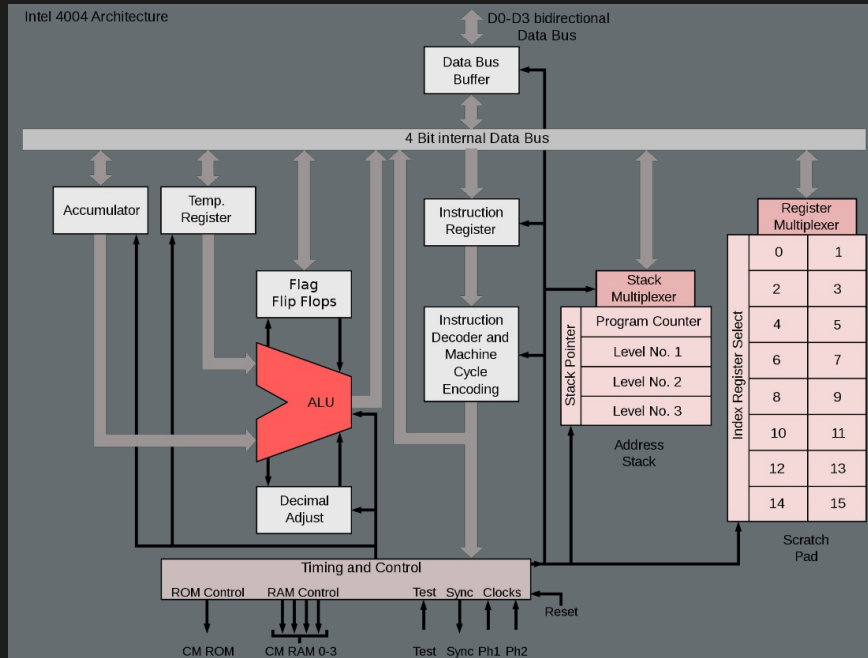 Intel 4004 Architecture
D0-D3 bidirectional
Data Bus
Data Bus
Buffer
4 Bit internal Data Bus
Accumulator
Temp.
Register
Instruction
Register
Register
Multiplexer
Flag
Flip Flops
Stack
Multiplexer
Instruction
Decoder and
Machine
Cycle
Encoding
Stack Pointer
Program Counter
Level No. 1
Level No. 2
Level No. 3
Address
Stack
Index Register Select
0 1
2 3
4 5
6 7
8 9
10 11
12 13
14 15
Scratch
Pad
ALU
Decimal
Adjust
Timing and Control
ROM Control RAM Control Test Sync Clocks
Reset
CM ROM CM RAM 0-3 Test Sync Ph1 Ph2